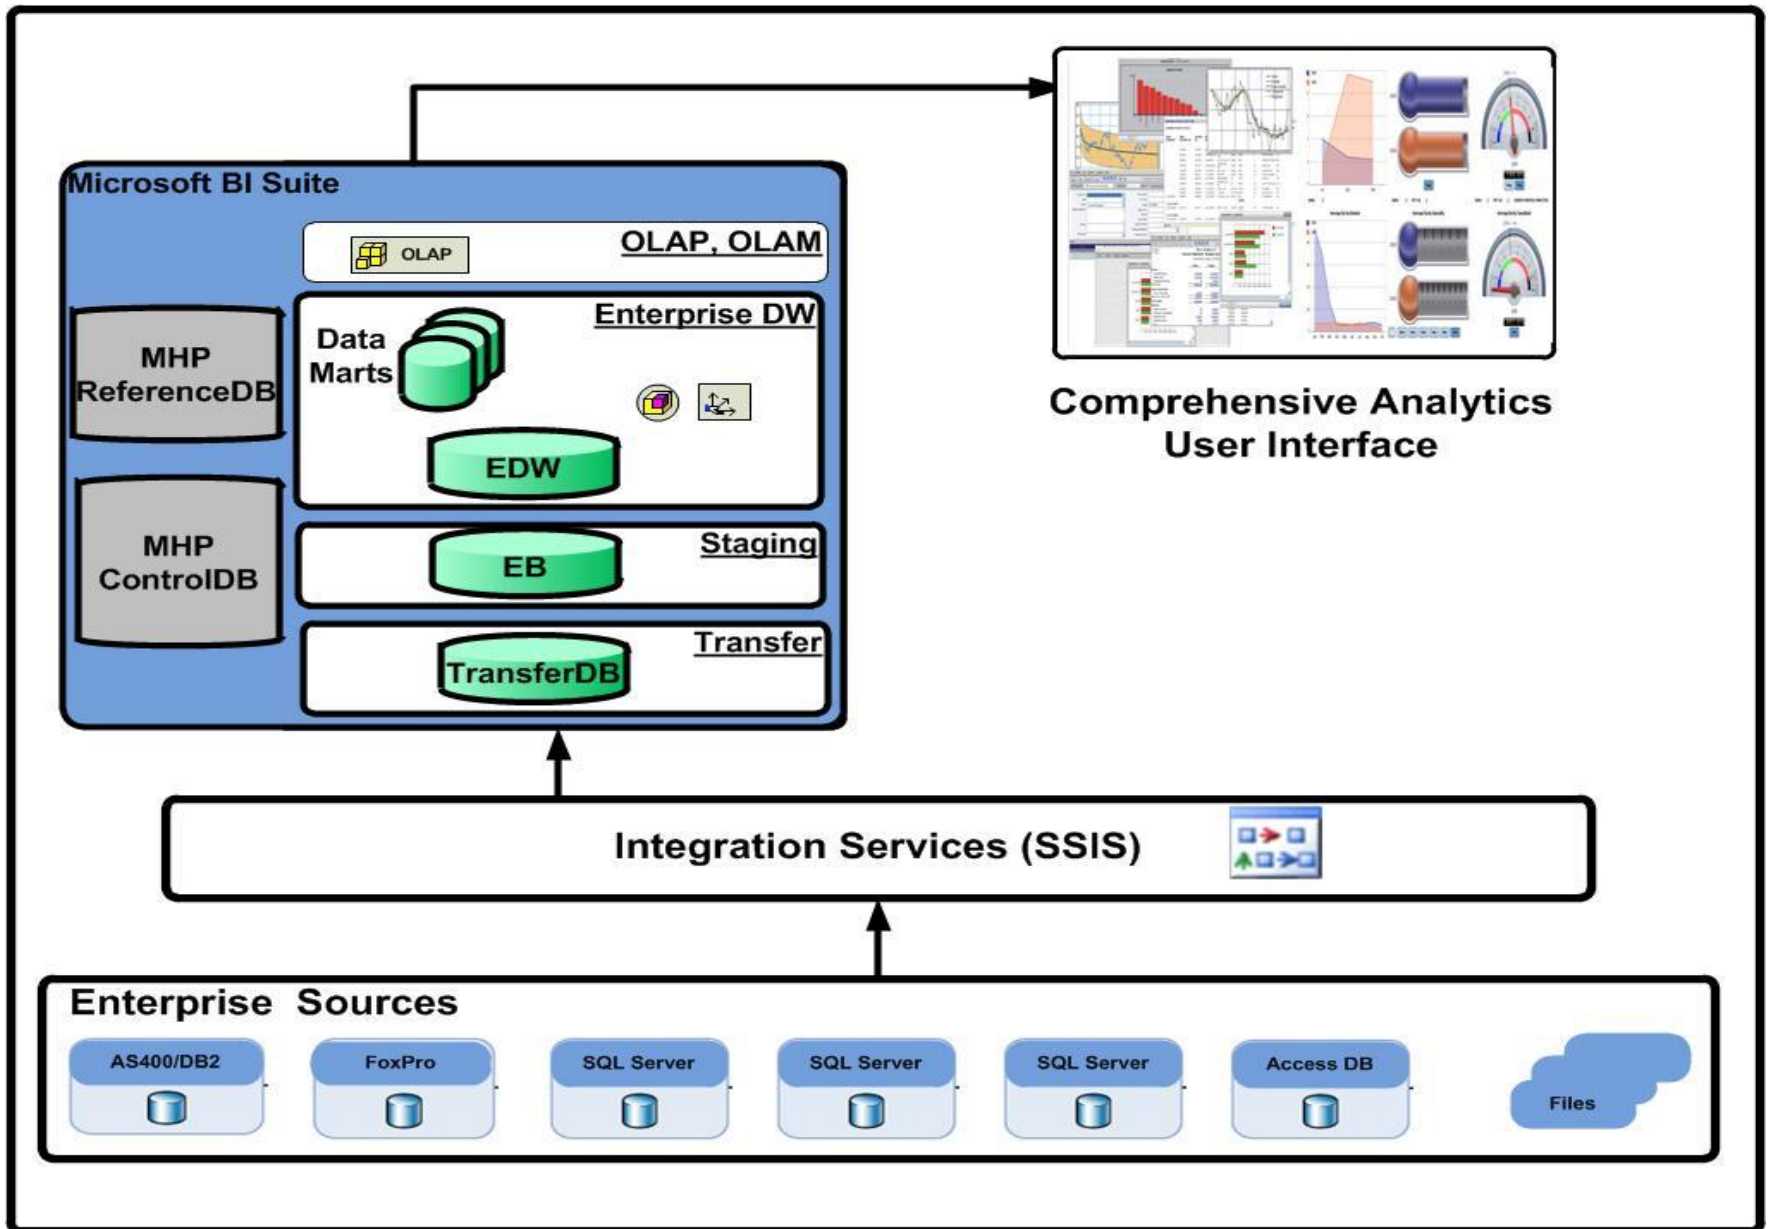 Microsoft BI Suite
OLAP, OLAM
OLAP
Enterprise DW
Data
Marts
MHP
ReferenceDB
EDW
MHP
ControlDB
Staging
EB
Transfer
TransferDB
Comprehensive Analytics
User Interface
Integration Services (SSIS)
Enterprise Sources
AS400/DB2
FoxPro
SQL Server
SQL Server
SQL Server
Access DB
Files